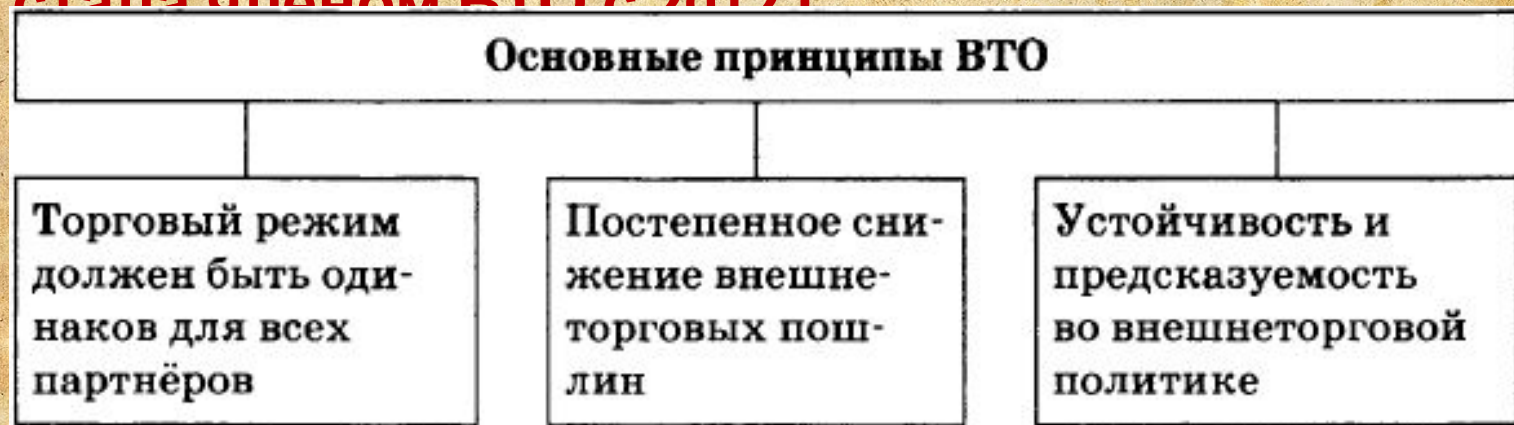 Основные принципы ВТО
Торговый режим
должен быть оди-
наков для всех
партнёров
Постепенное сни-
жение внешне-
торговых пош-
лин
Устойчивость и
предсказуемость
во внешнеторговой
политике